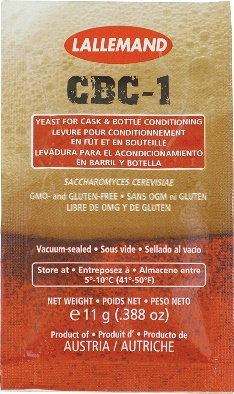 LALLEMAND
CBC-1
YEAST FOR CASK & BOTTLE CONDITIONING
LEVURE POUR CONDITIONNEMENT
EN FÛT ET EN BOUTEILLE
LEVADURA PARA EL ACONDICIONAMIENTO
EN BARRIL Y BOTELLA
SACCHAROMYCES CEREVISIAE
GMO- and GLUTEN-FREE • SANS OGM ni GLUTEN
LIBRE DE OMG Y DE GLUTEN
Vacuum-sealed • Sous vide • Sellado al vacío
Store at • Entreposez à • Almacene entre
5°-10°C (41°-50°F)
NET WEIGHT • POIDS NET • PESO NETO
e 11 g (.388 oz)
Product of • Produit d' • Producto de
AUSTRIA / AUTRICHE